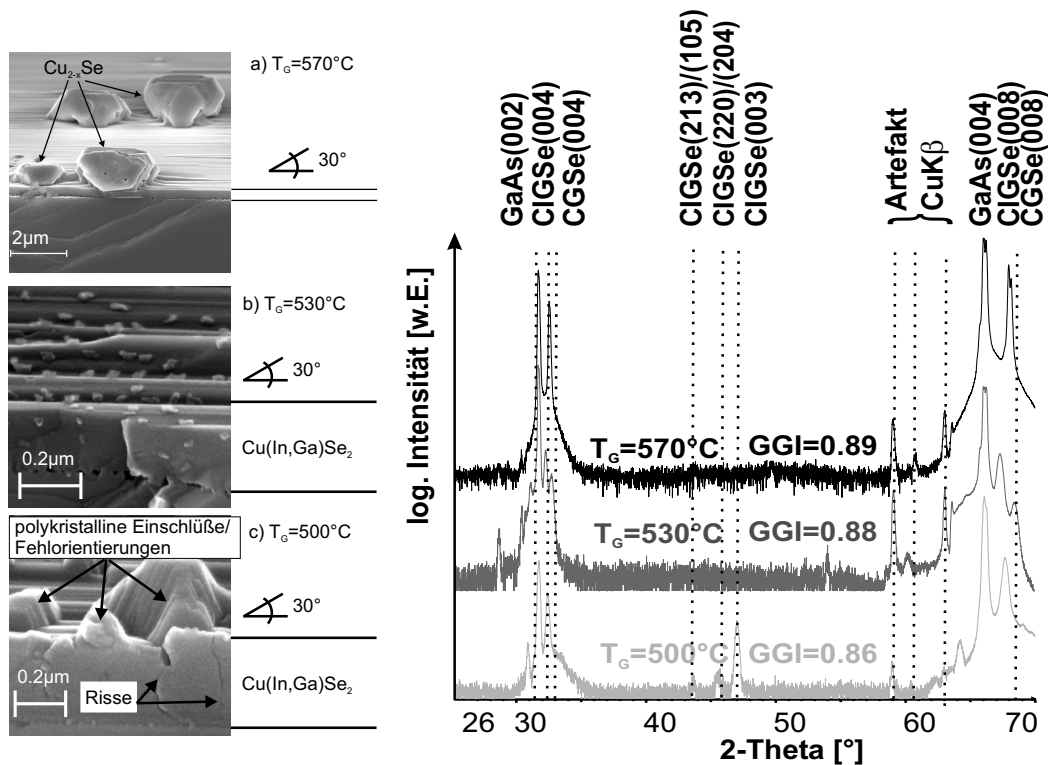 Cu2-xSe
a) TG=570°C
30°
2µm
b) TG=530°C
30°
Cu(In,Ga)Se2
0.2µm
polykristalline Einschlüße/
Fehlorientierungen
c) TG=500°C
30°
Cu(In,Ga)Se2
0.2µm
Risse
GaAs(002)
CIGSe(004)
CGSe(004)
CIGSe(213)/(105)
CIGSe(220)/(204)
CIGSe(003)
Artefakt
CuKβ
GaAs(004)
CIGSe(008)
CGSe(008)
log. Intensität [w.E.]
TG=570°C GGI=0.89
TG=530°C GGI=0.88
TG=500°C GGI=0.86
26 30 40 50 60 70
2-Theta [°]